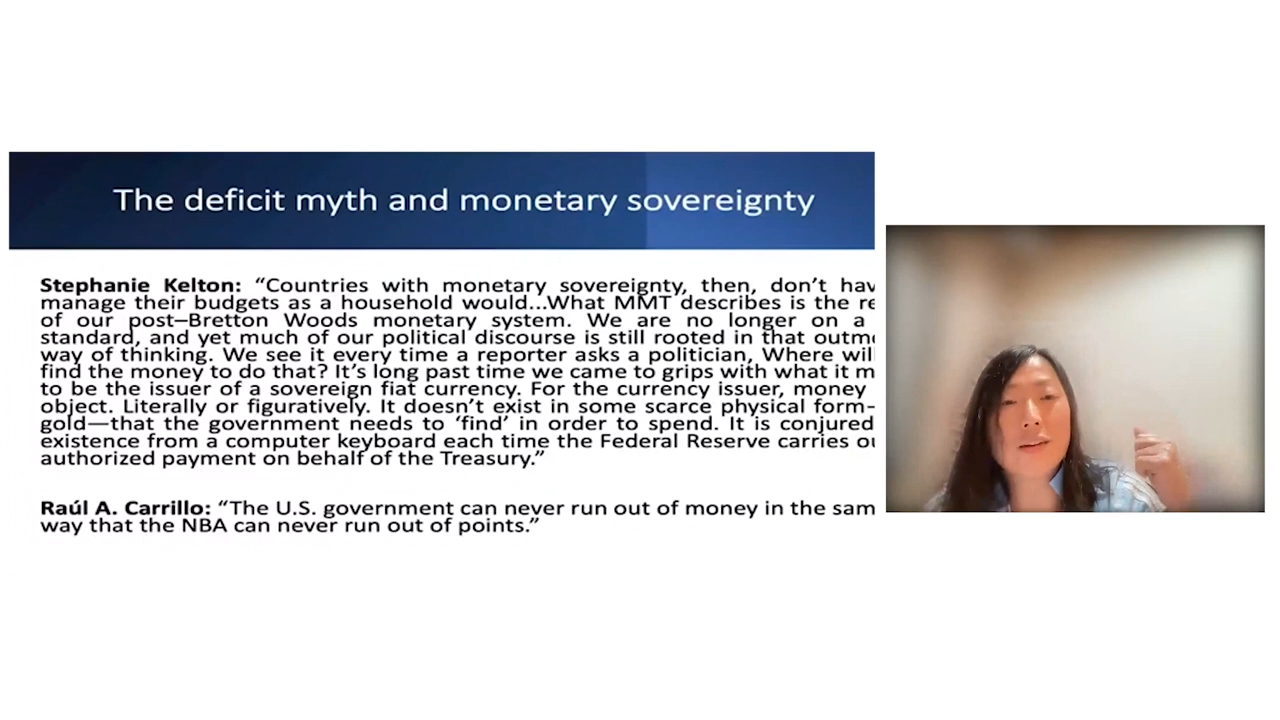 The deficit myth and monetary sovereignty
Stephanie Kelton: “Countries with monetary sovereignty, then, don’t hav
manage their budgets as a household would...What MMT describes is the re
of our post–Bretton Woods monetary system. We are no longer on a
standard, and yet much of our political discourse is still rooted in that outm
way of thinking. We see it every time a reporter asks a politician, Where wil
find the money to do that? It’s long past time we came to grips with what it m
to be the issuer of a sovereign fiat currency. For the currency issuer, money
object. Literally or figuratively. It doesn’t exist in some scarce physical form–
gold—that the government needs to ‘find’ in order to spend. It is conjured
existence from a computer keyboard each time the Federal Reserve carries ou
authorized payment on behalf of the Treasury.”
Raúl A. Carrillo: “The U.S. government can never run out of money in the sam
way that the NBA can never run out of points.”